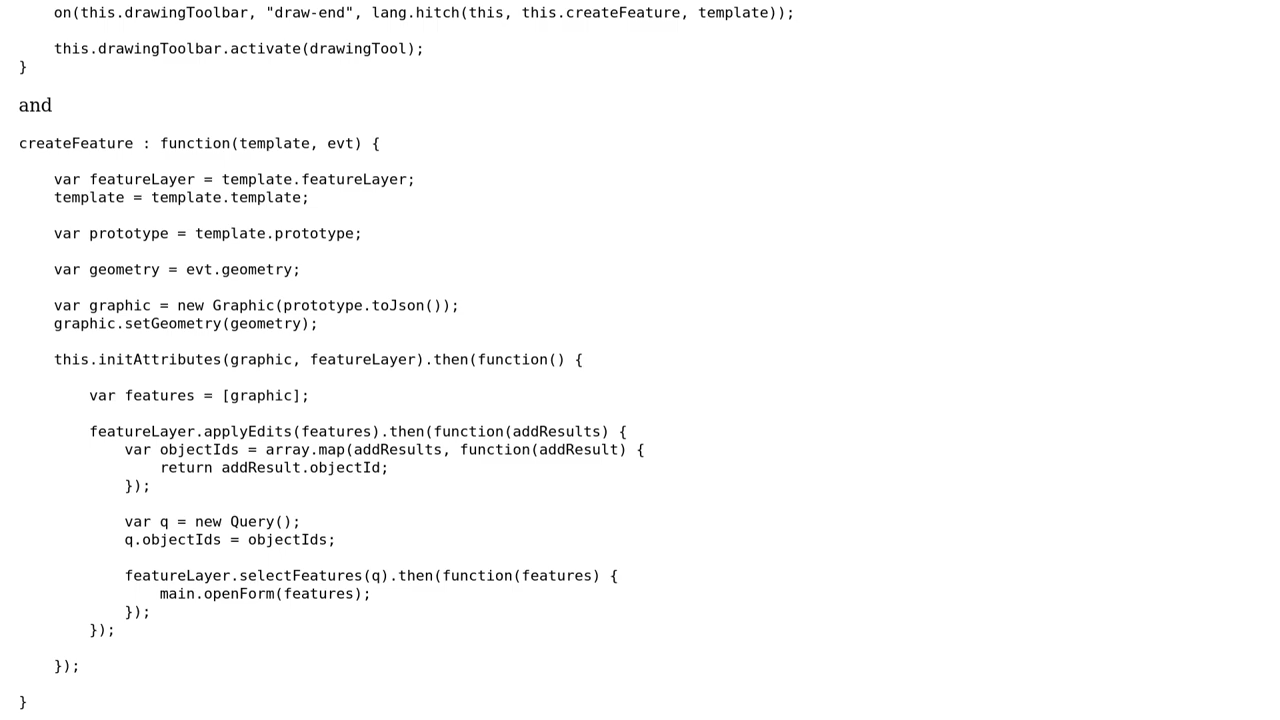 on(this.drawingToolbar, "draw-end", lang.hitch(this, this.createFeature, template));
this.drawingToolbar.activate(drawingTool);
}
and
createFeature : function(template, evt) {
var featureLayer = template.featureLayer;
template = template.template;
var prototype = template.prototype;
var geometry = evt.geometry;
var graphic = new Graphic(prototype.toJson());
graphic.setGeometry(geometry);
this.initAttributes(graphic, featureLayer).then(function() {
var features = [graphic];
featureLayer.applyEdits(features).then(function(addResults) {
var objectIds = array.map(addResults, function(addResult) {
return addResult.objectId;
});
var q = new Query();
q.objectIds = objectIds;
featureLayer.selectFeatures(q).then(function(features) {
main.openForm(features);
});
});
});
}